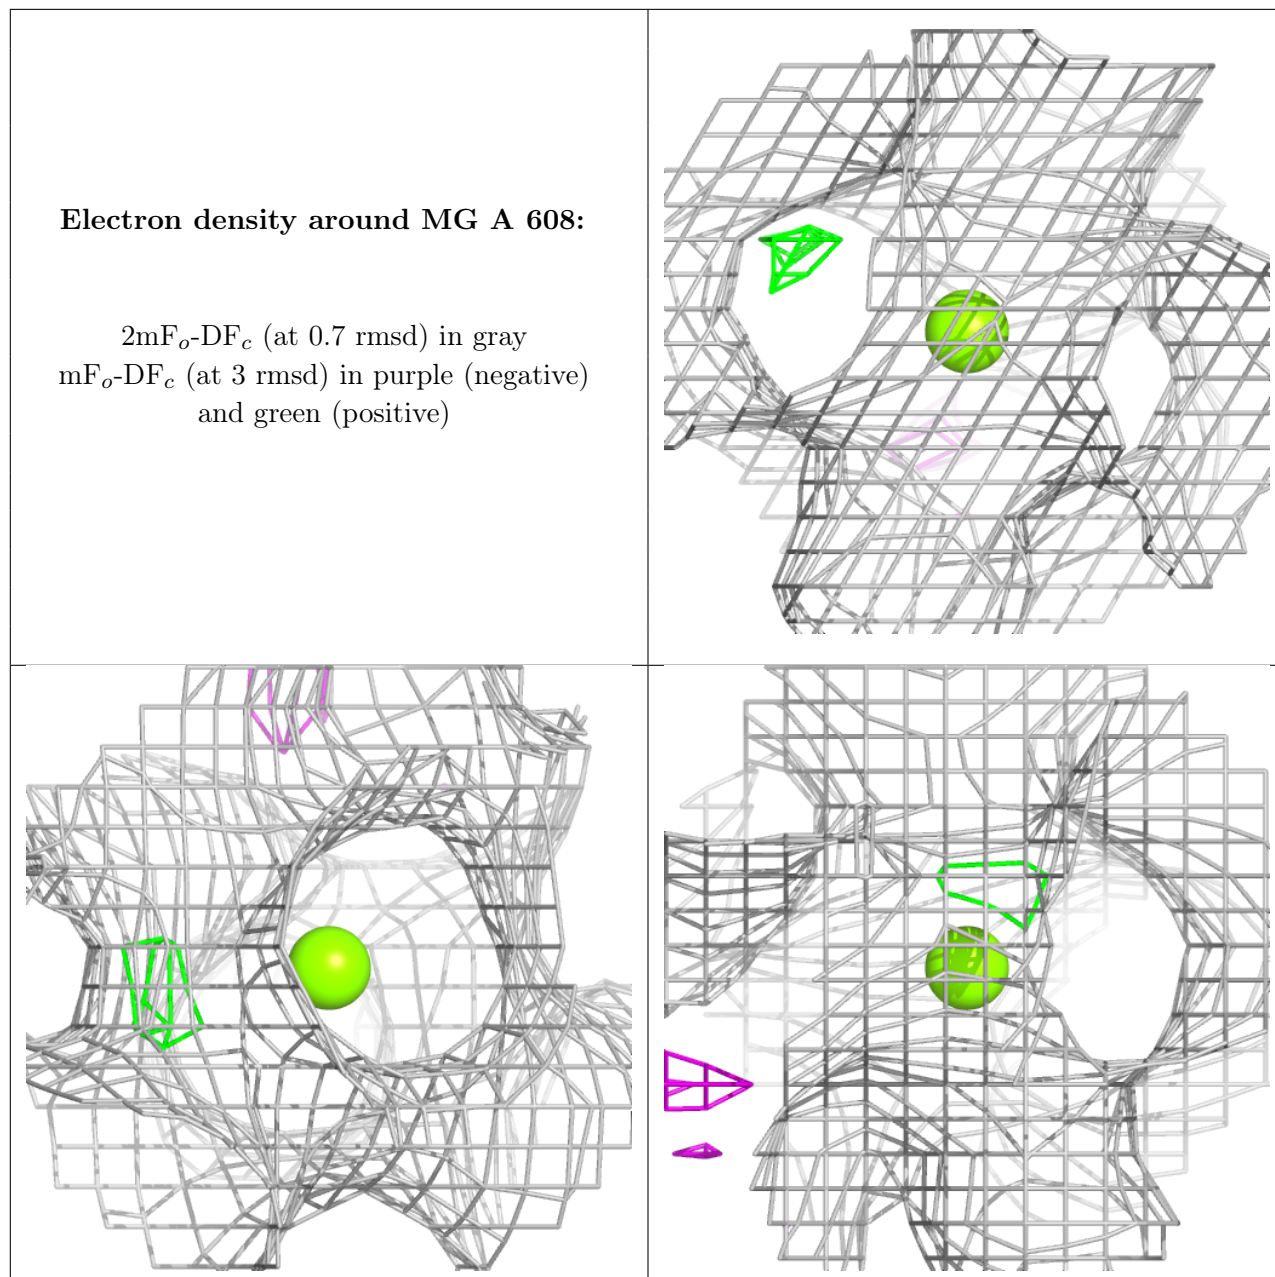 Electron density around MG A 608:
2mFo-DFc (at 0.7 rmsd) in gray
mFo-DFc (at 3 rmsd) in purple (negative)
and green (positive)